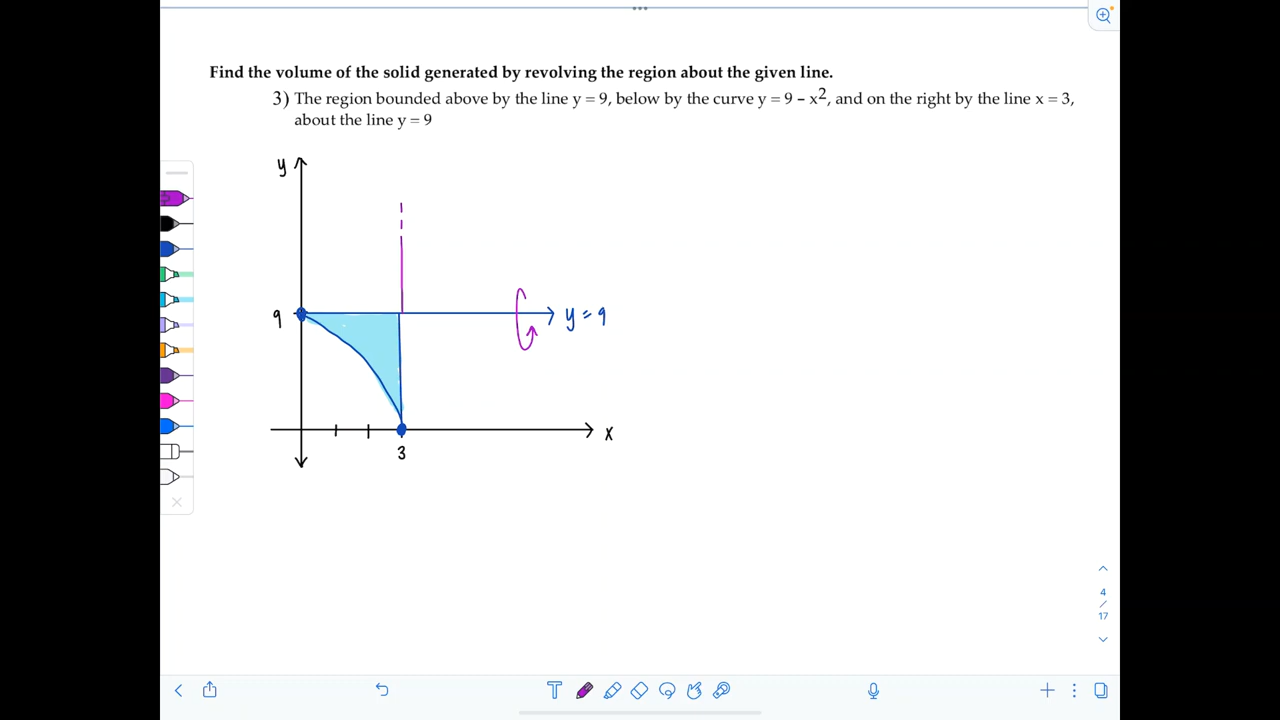 Find the volume of the solid generated by revolving the region about the given line.
3) The region bounded above by the line y = 9, below by the curve y = 9 – x², and on the right by the line x = 3,
about the line y = 9
y
9
y = 9
x
3
4
/
17
T